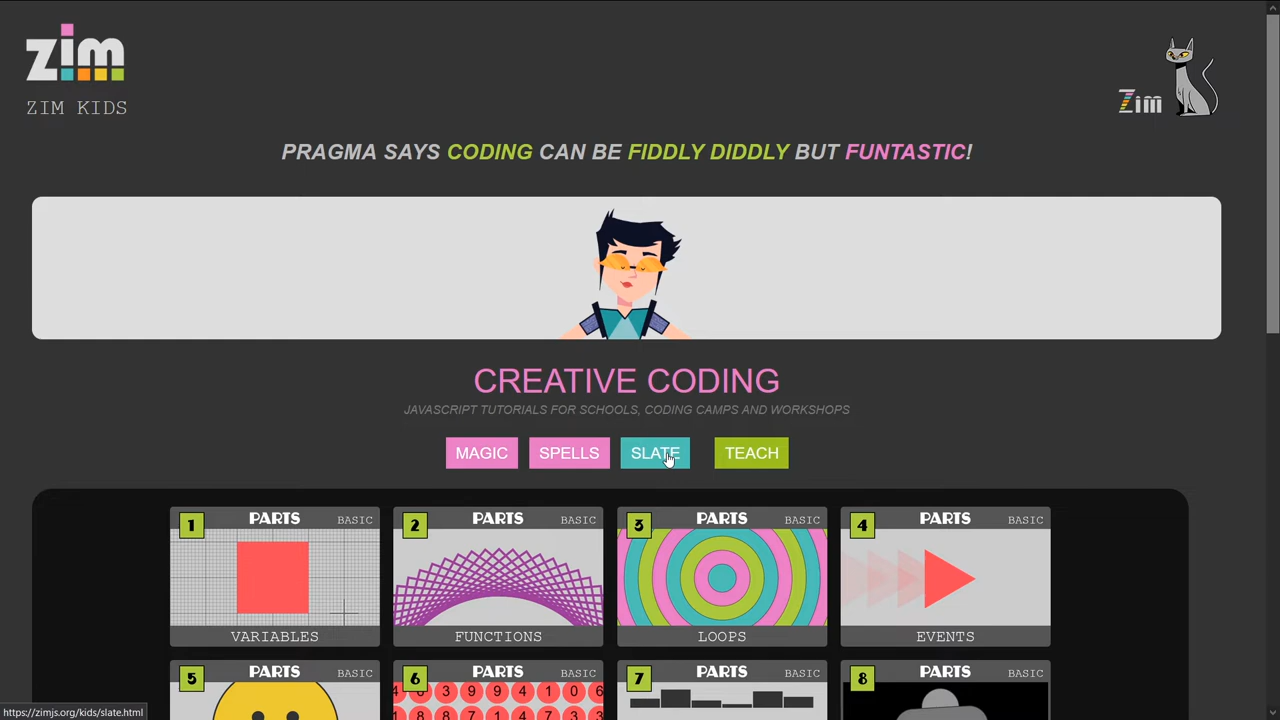 zim
ZIM KIDS
Zim
PRAGMA SAYS CODING CAN BE FIDDLY DIDDLY BUT FUNTASTIC!
CREATIVE CODING
JAVASCRIPT TUTORIALS FOR SCHOOLS, CODING CAMPS AND WORKSHOPS
MAGIC SPELLS SLATE TEACH
1 PARTS BASIC
VARIABLES
2 PARTS BASIC
FUNCTIONS
3 PARTS BASIC
LOOPS
4 PARTS BASIC
EVENTS
5 PARTS BASIC
6 PARTS BASIC
7 PARTS BASIC
8 PARTS BASIC
https://zimjs.org/kids/slate.html